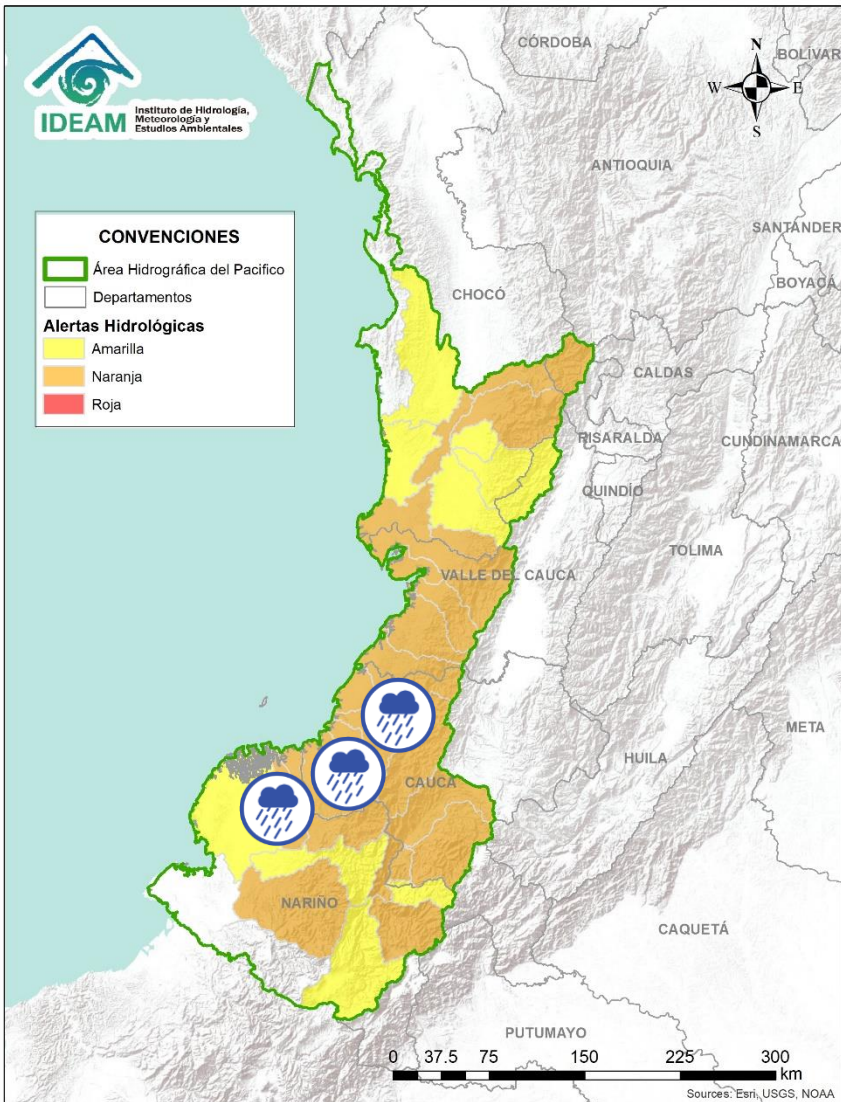 IDEAM
Instituto de Hidrología,
Meteorología y
Estudios Ambientales
CÓRDOBA
BOLÍVAR
N
W
E
S
ANTIOQUIA
SANTANDER
BOYACÁ
CONVENCIONES
Área Hidrográfica del Pacifico
Departamentos
Alertas Hidrológicas
Amarilla
Naranja
Roja
CHOCÓ
CALDAS
RISARALDA
CUNDINAMARCA
QUINDÍO
TOLIMA
VALLE DEL CAUCA
META
HUILA
CAUCA
NARIÑO
CAQUETÁ
PUTUMAYO
0 37.5 75 150 225 300
km
Sources: Esri, USGS, NOAA